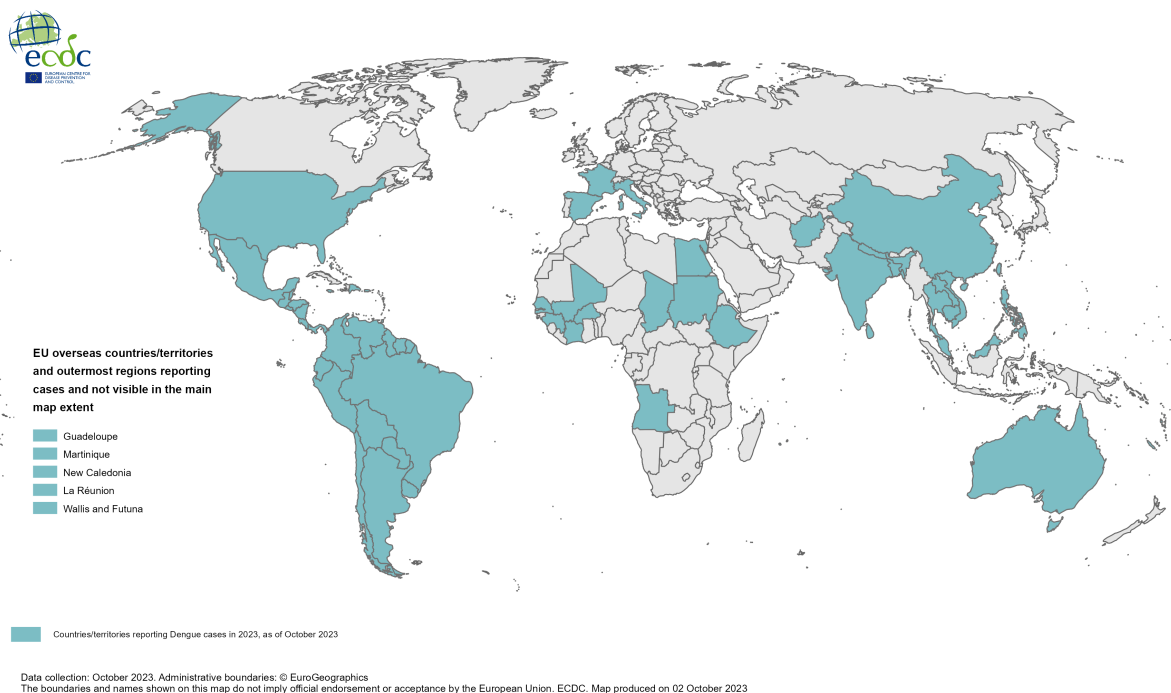 ecdc
EUROPEAN CENTRE FOR
DISEASE PREVENTION
AND CONTROL
EU overseas countries/territories
and outermost regions reporting
cases and not visible in the main
map extent
Guadeloupe
Martinique
New Caledonia
La Réunion
Wallis and Futuna
Countries/territories reporting Dengue cases in 2023, as of October 2023
Data collection: October 2023. Administrative boundaries: © EuroGeographics
The boundaries and names shown on this map do not imply official endorsement or acceptance by the European Union. ECDC. Map produced on 02 October 2023